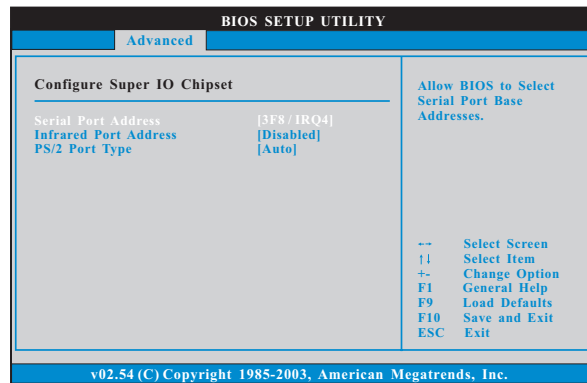 BIOS SETUP UTILITY
Advanced
Configure Super IO Chipset
Serial Port Address [3F8 / IRQ4]
Infrared Port Address [Disabled]
PS/2 Port Type [Auto]
Allow BIOS to Select
Serial Port Base
Addresses.
←→ Select Screen
↑↓ Select Item
+- Change Option
F1 General Help
F9 Load Defaults
F10 Save and Exit
ESC Exit
v02.54 (C) Copyright 1985-2003, American Megatrends, Inc.